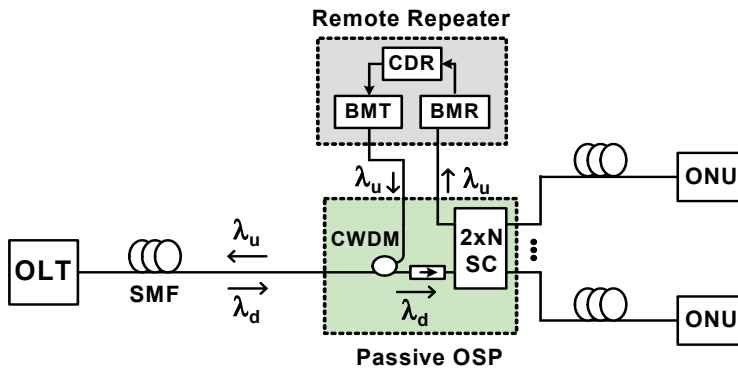 Remote Repeater
CDR
BMT
BMR
λu
λu
ONU
CWDM
2xN
SC
λu
OLT
SMF
λd
λd
ONU
Passive OSP